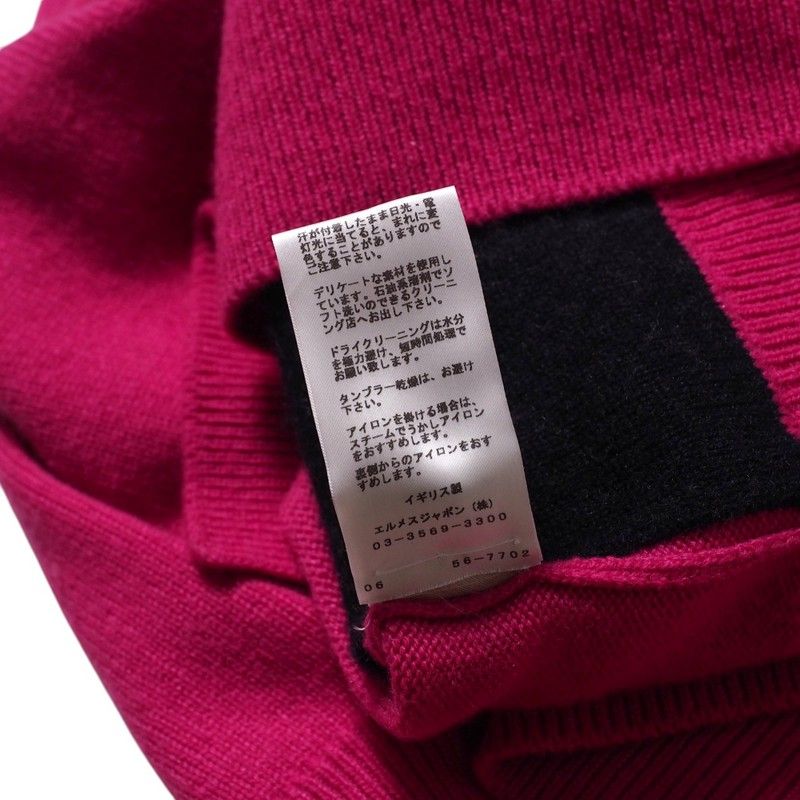 汗が付着したまま日光・電
灯光に当てると、まれに変
色することがありますので
ご注意下さい。
デリケートな素材を使用し
ています。石油系溶剤でソ
フト洗いのできるクリーニ
ング店へお出し下さい。
ドライクリーニングは水分
を極力避け、短時間処理で
お願い致します。
タンブラー乾燥は、お避け
下さい。
アイロンを掛ける場合は、
スチームでうかしアイロン
をおすすめします。
裏側からのアイロンをおす
すめします。
イギリス製
エルメスジャポン（株）
03-3569-3300
06 56-7702